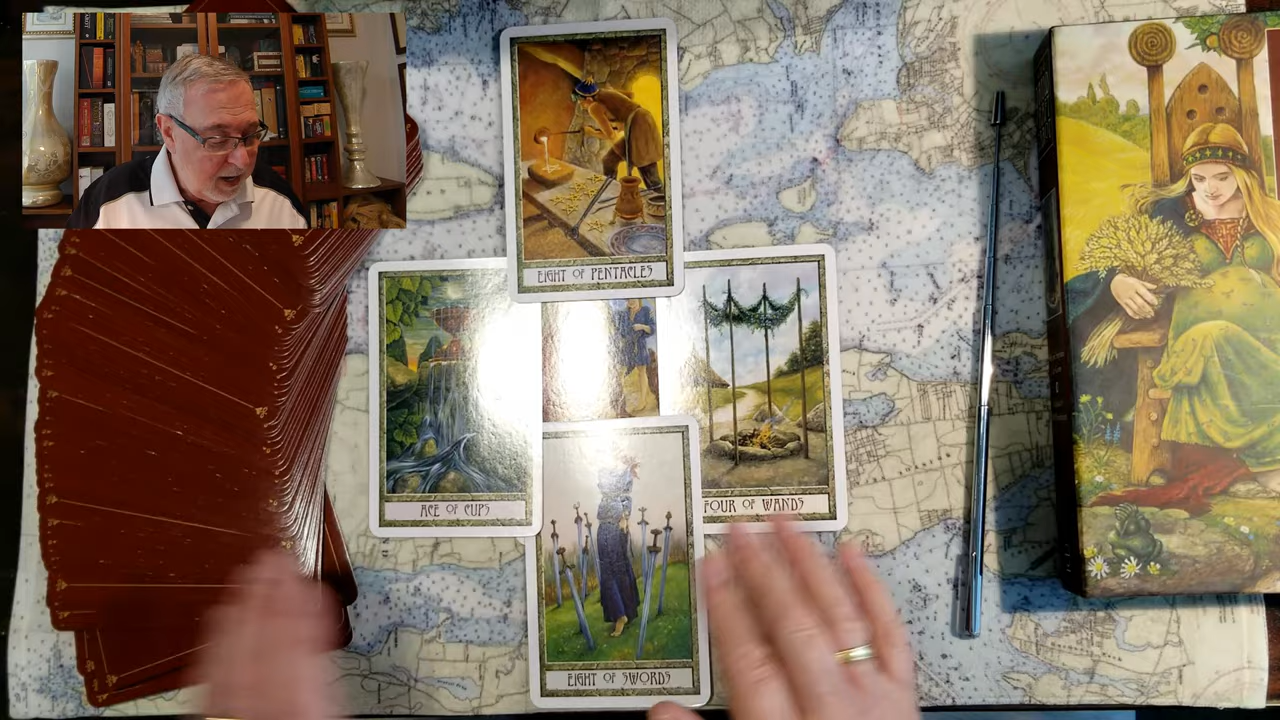 EIGHT OF PENTACLES
ACE OF CUPS
FOUR OF WANDS
EIGHT OF SWORDS